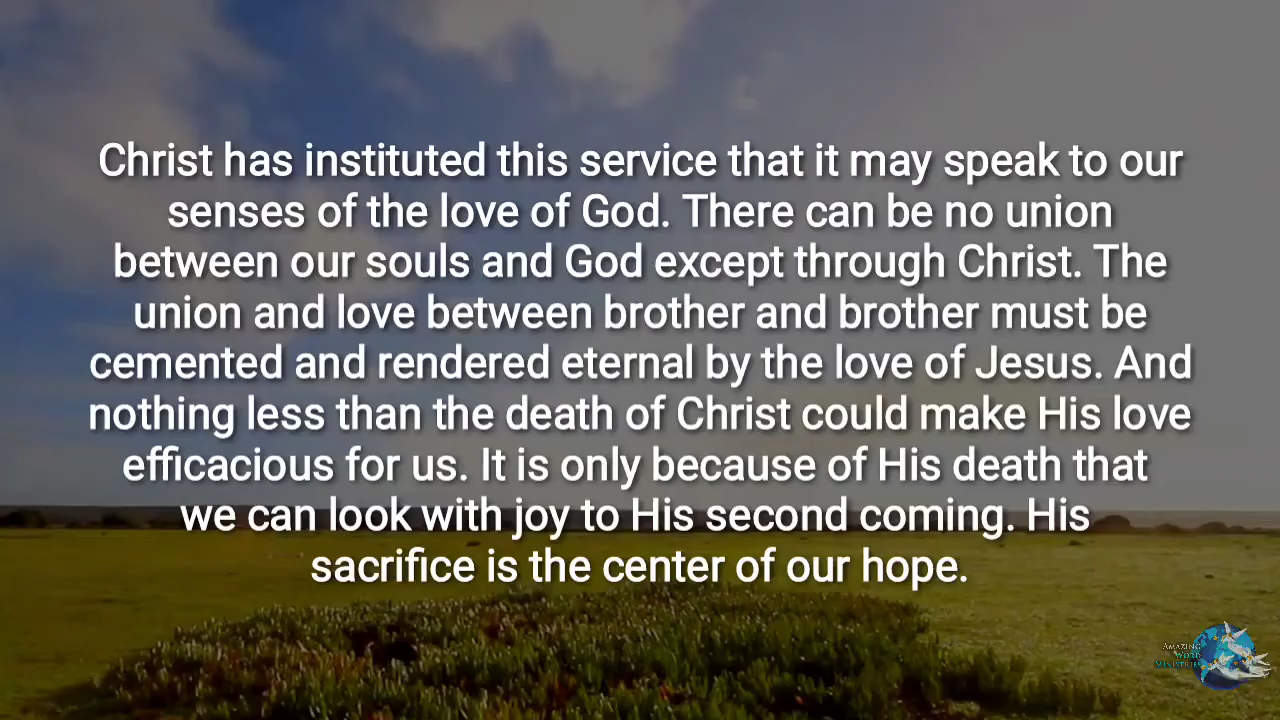 Christ has instituted this service that it may speak to our
senses of the love of God. There can be no union
between our souls and God except through Christ. The
union and love between brother and brother must be
cemented and rendered eternal by the love of Jesus. And
nothing less than the death of Christ could make His love
efficacious for us. It is only because of His death that
we can look with joy to His second coming. His
sacrifice is the center of our hope.
AMAZING
WORD
MINISTRIES